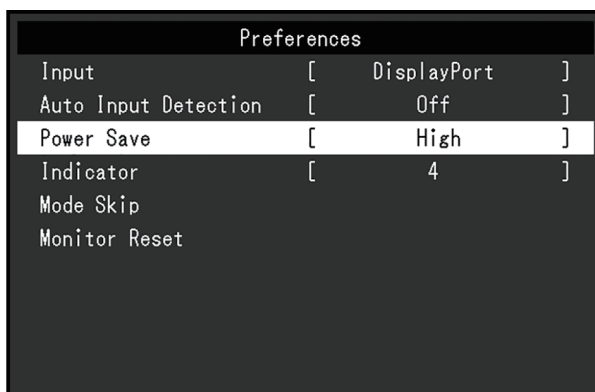 Preferences
Input [ DisplayPort ]
Auto Input Detection [ Off ]
Power Save [ High ]
Indicator [ 4 ]
Mode Skip
Monitor Reset